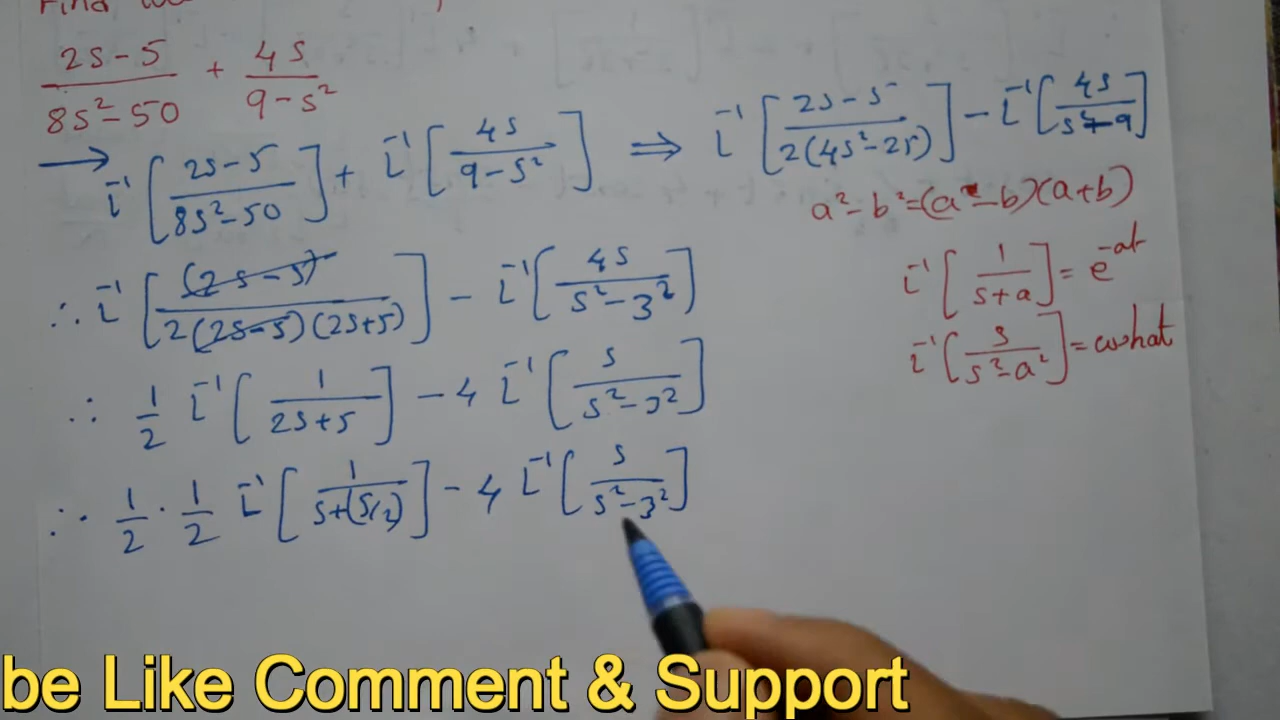 Find
(2s-5)/(8s²-50) + 4s/(9-s²)
→ L⁻¹[(2s-5)/(8s²-50)] + L⁻¹[4s/(9-s²)] ⇒ L⁻¹[(2s-5)/(2(4s²-25))] - L⁻¹[4s/(s²-9)]
a²-b²=(a-b)(a+b)
L⁻¹[1/(s+a)] = e^(-at)
L⁻¹[s/(s²-a²)] = coshat
∴ L⁻¹[(2s-5)/(2(2s-5)(2s+5))] - L⁻¹[4s/(s²-3²)]
∴ 1/2 L⁻¹[1/(2s+5)] - 4 L⁻¹[s/(s²-3²)]
∴ 1/2 · 1/2 L⁻¹[1/(s+(5/2))] - 4 L⁻¹[s/(s²-3²)]
be Like Comment & Support